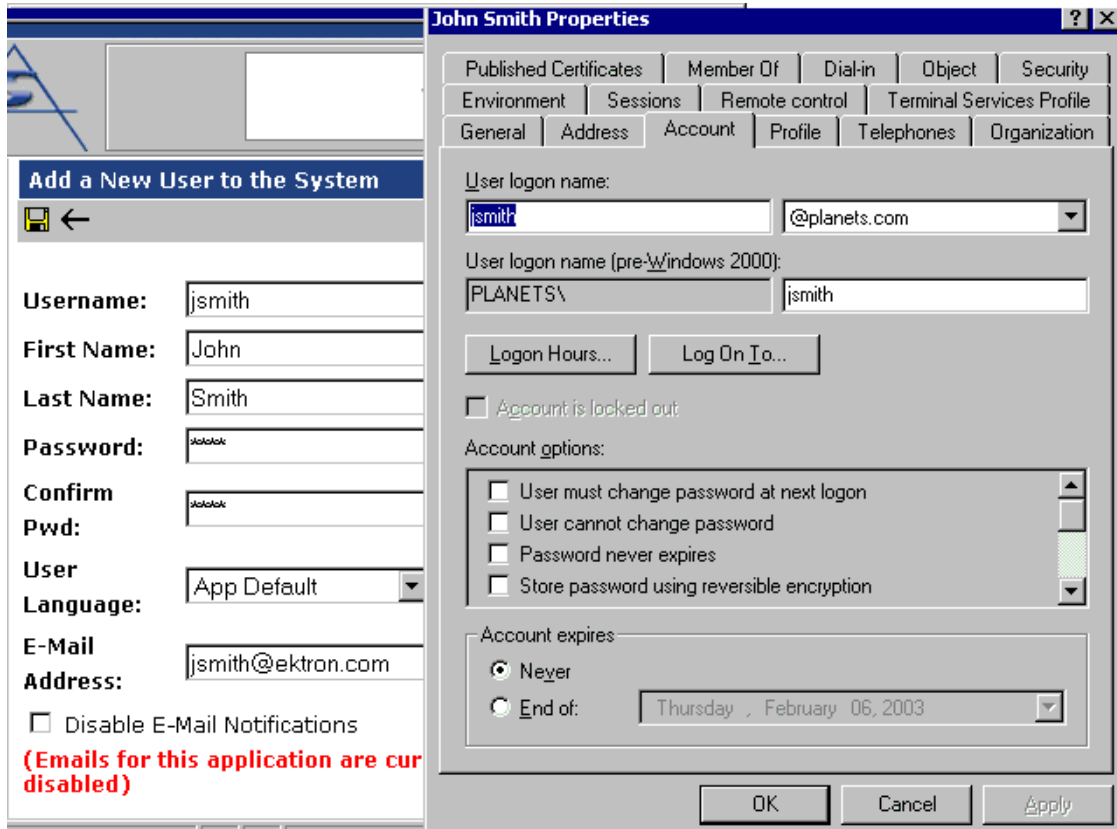 Add a New User to the System
Username: jsmith
First Name: John
Last Name: Smith
Password: ****
Confirm
Pwd: ****
User
Language: App Default
E-Mail
Address: jsmith@ektron.com
Disable E-Mail Notifications
(Emails for this application are cur
disabled)
John Smith Properties
Published Certificates Member Of Dial-in Object Security
Environment Sessions Remote control Terminal Services Profile
General Address Account Profile Telephones Organization
User logon name:
jsmith @planets.com
User logon name (pre-Windows 2000):
PLANETS\ jsmith
Logon Hours... Log On To...
Account is locked out
Account options:
User must change password at next logon
User cannot change password
Password never expires
Store password using reversible encryption
Account expires
Never
End of: Thursday , February 06, 2003
OK Cancel Apply